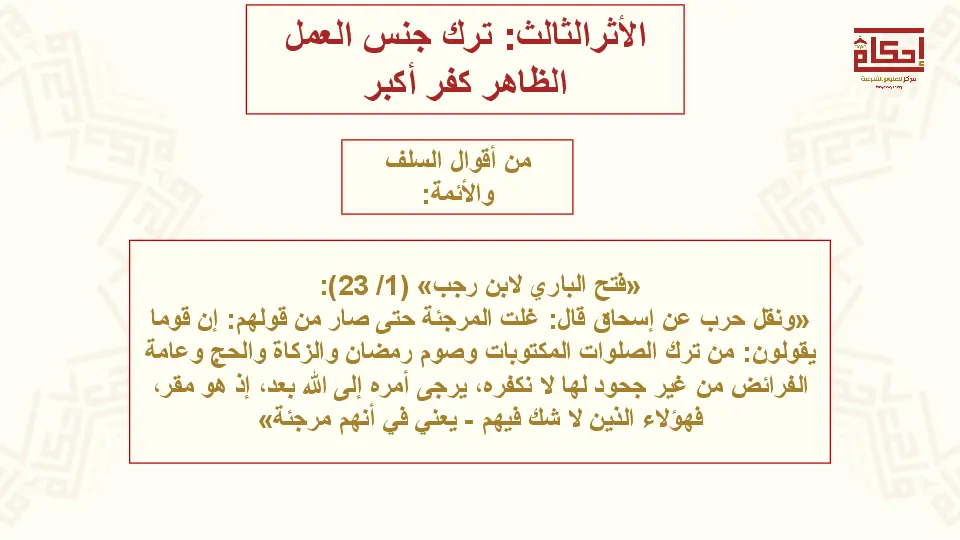 الأثرالثالث: ترك جنس العمل
الظاهر كفر أكبر
إحكام
مركز للعلوم الشرعية
من أقوال السلف
والأئمة:
«فتح الباري لابن رجب» (1/ 23):
«ونقل حرب عن إسحاق قال: غلت المرجئة حتى صار من قولهم: إن قوما
يقولون: من ترك الصلوات المكتوبات وصوم رمضان والزكاة والحج وعامة
الفرائض من غير جحود لها لا نكفره، يرجى أمره إلى الله بعد، إذ هو مقر،
فهؤلاء الذين لا شك فيهم - يعني في أنهم مرجئة»